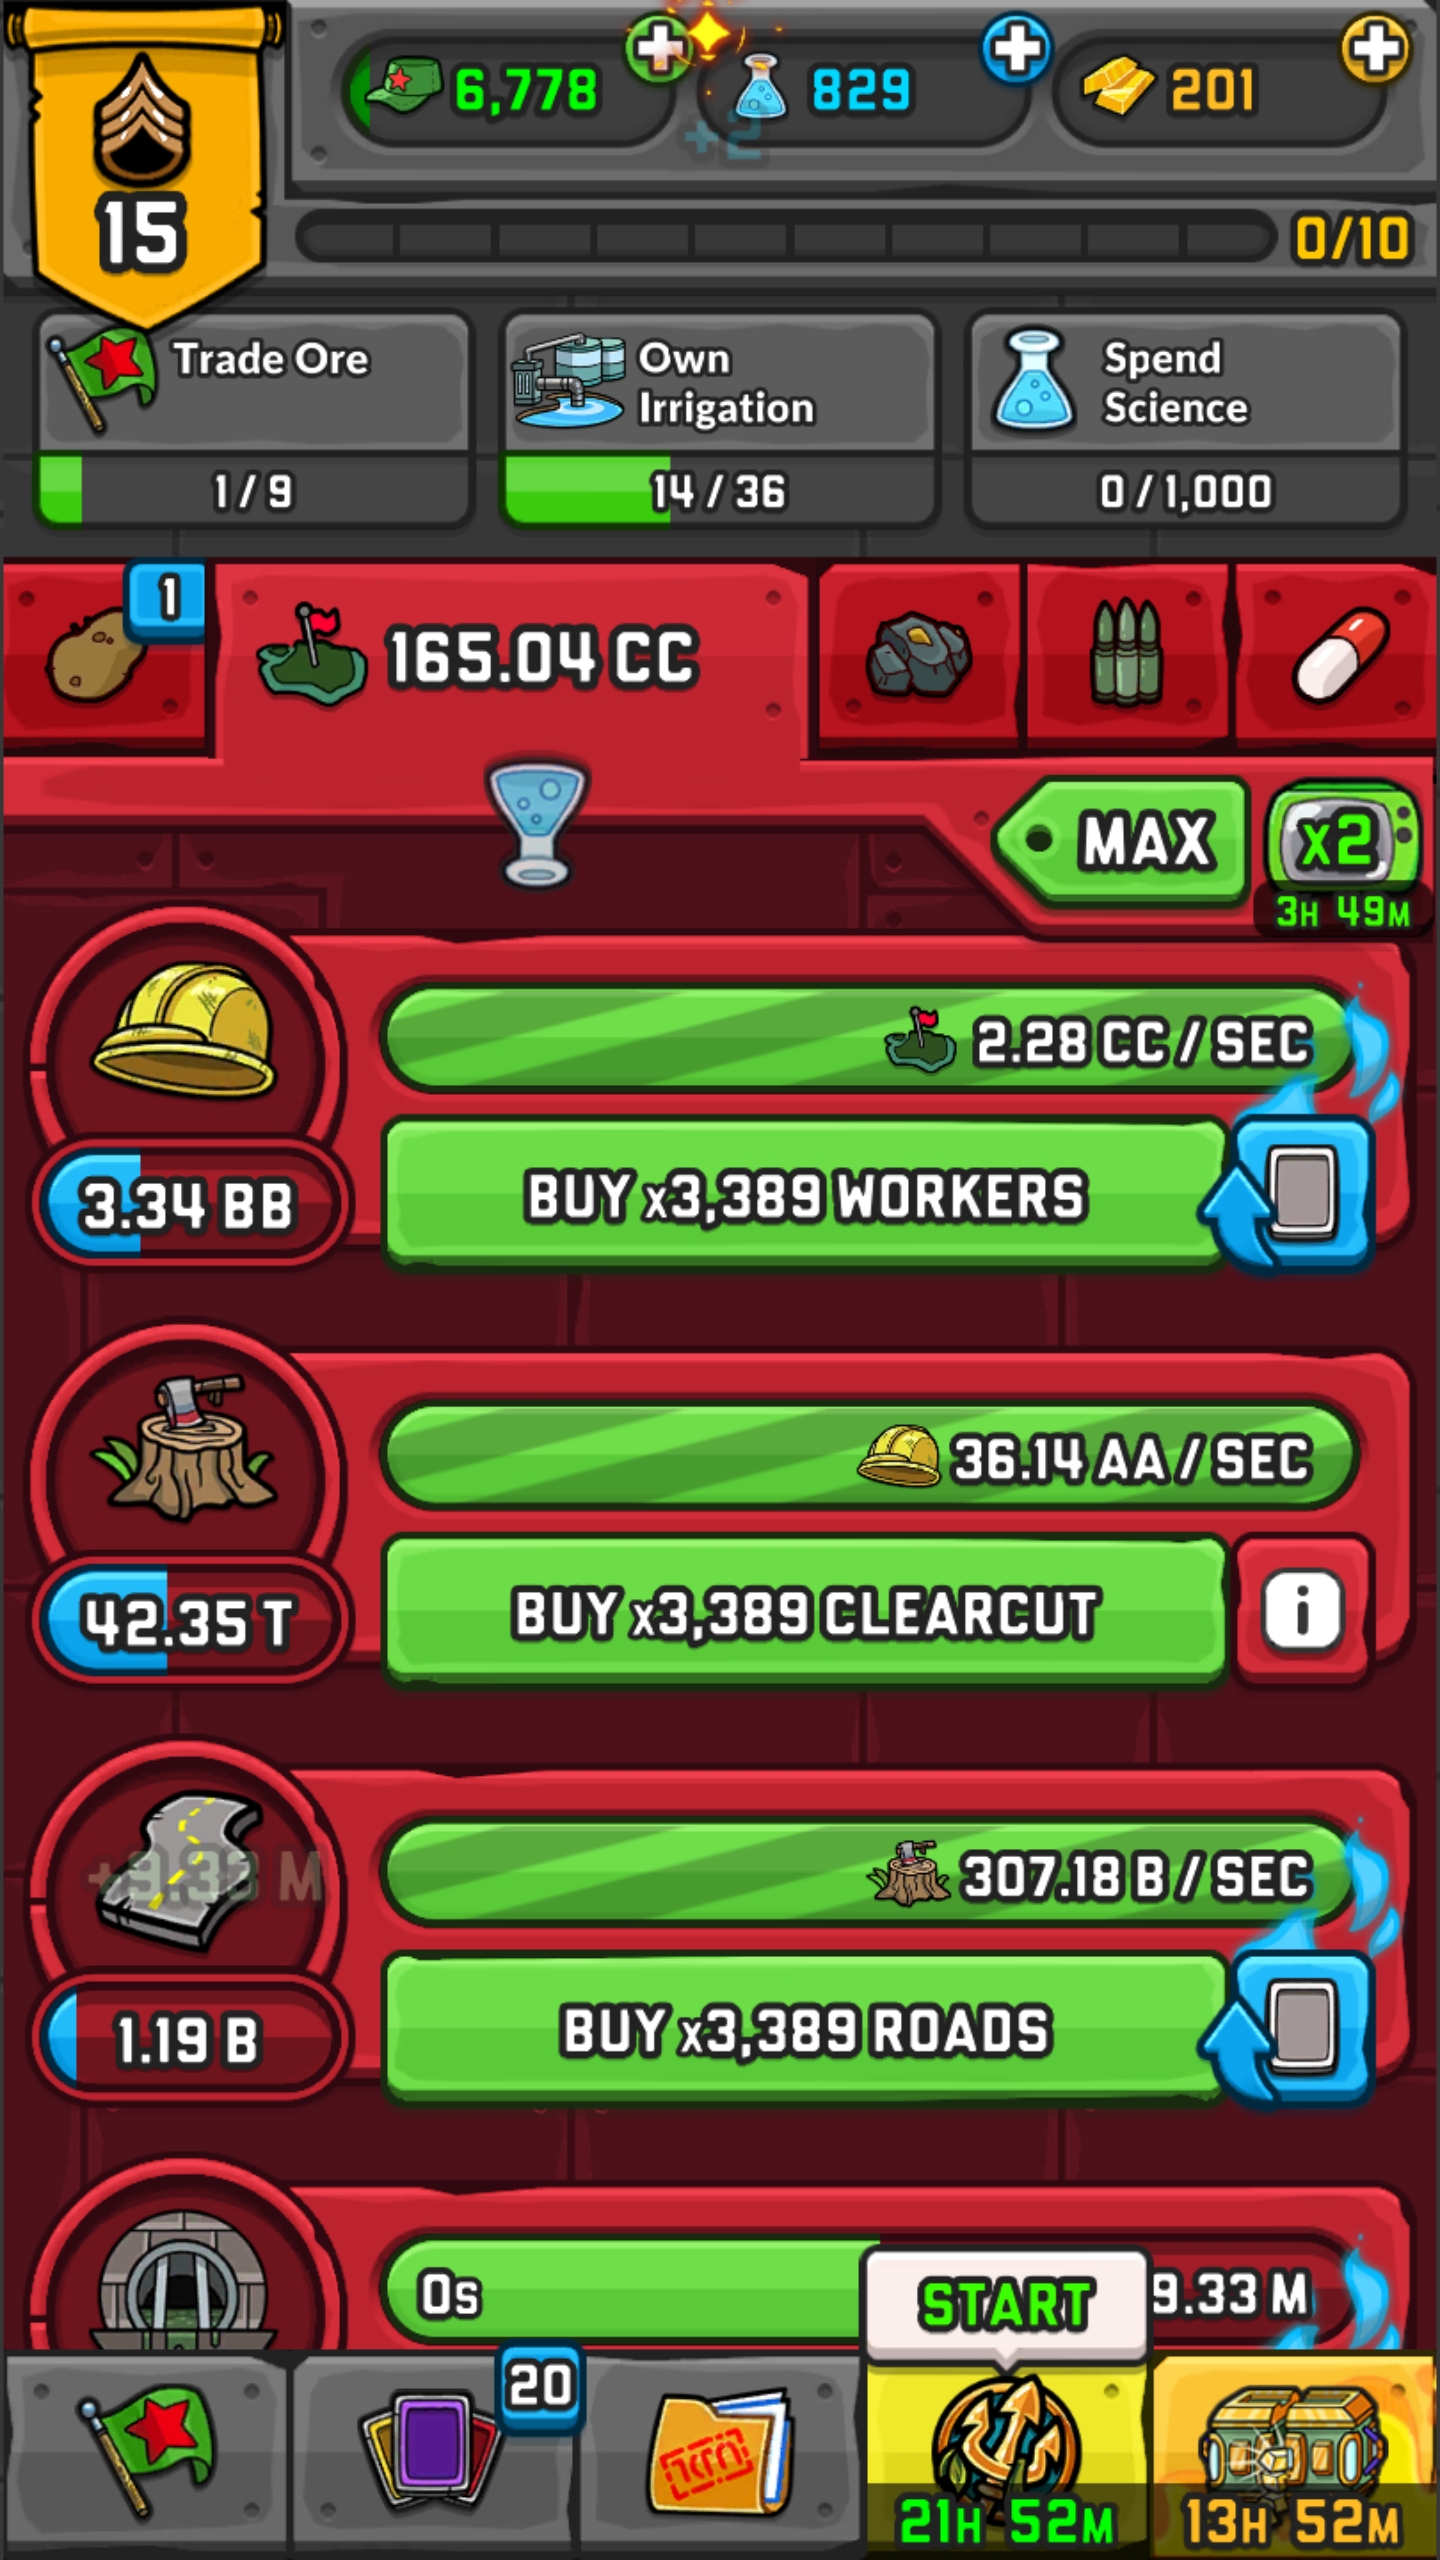 15
6,778
829
201
+2
0/10
Trade Ore
1/9
Own
Irrigation
14/36
Spend
Science
0/1,000
1
165.04 CC
MAX
x2
3H 49M
2.28 CC/SEC
3.34 BB
BUY x3,389 WORKERS
36.14 AA/SEC
42.35 T
BUY x3,389 CLEARCUT
i
+9.33 M
307.18 B/SEC
1.19 B
BUY x3,389 ROADS
0s
9.33 M
START
20
21H 52M
13H 52M